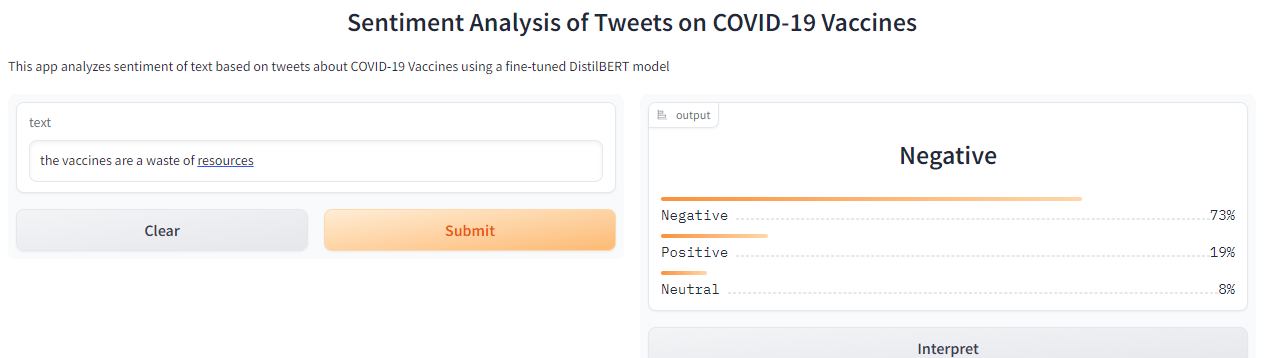 Sentiment Analysis of Tweets on COVID-19 Vaccines
This app analyzes sentiment of text based on tweets about COVID-19 Vaccines using a fine-tuned DistilBERT model
text
the vaccines are a waste of resources
Clear
Submit
output
Negative
Negative 73%
Positive 19%
Neutral 8%
Interpret